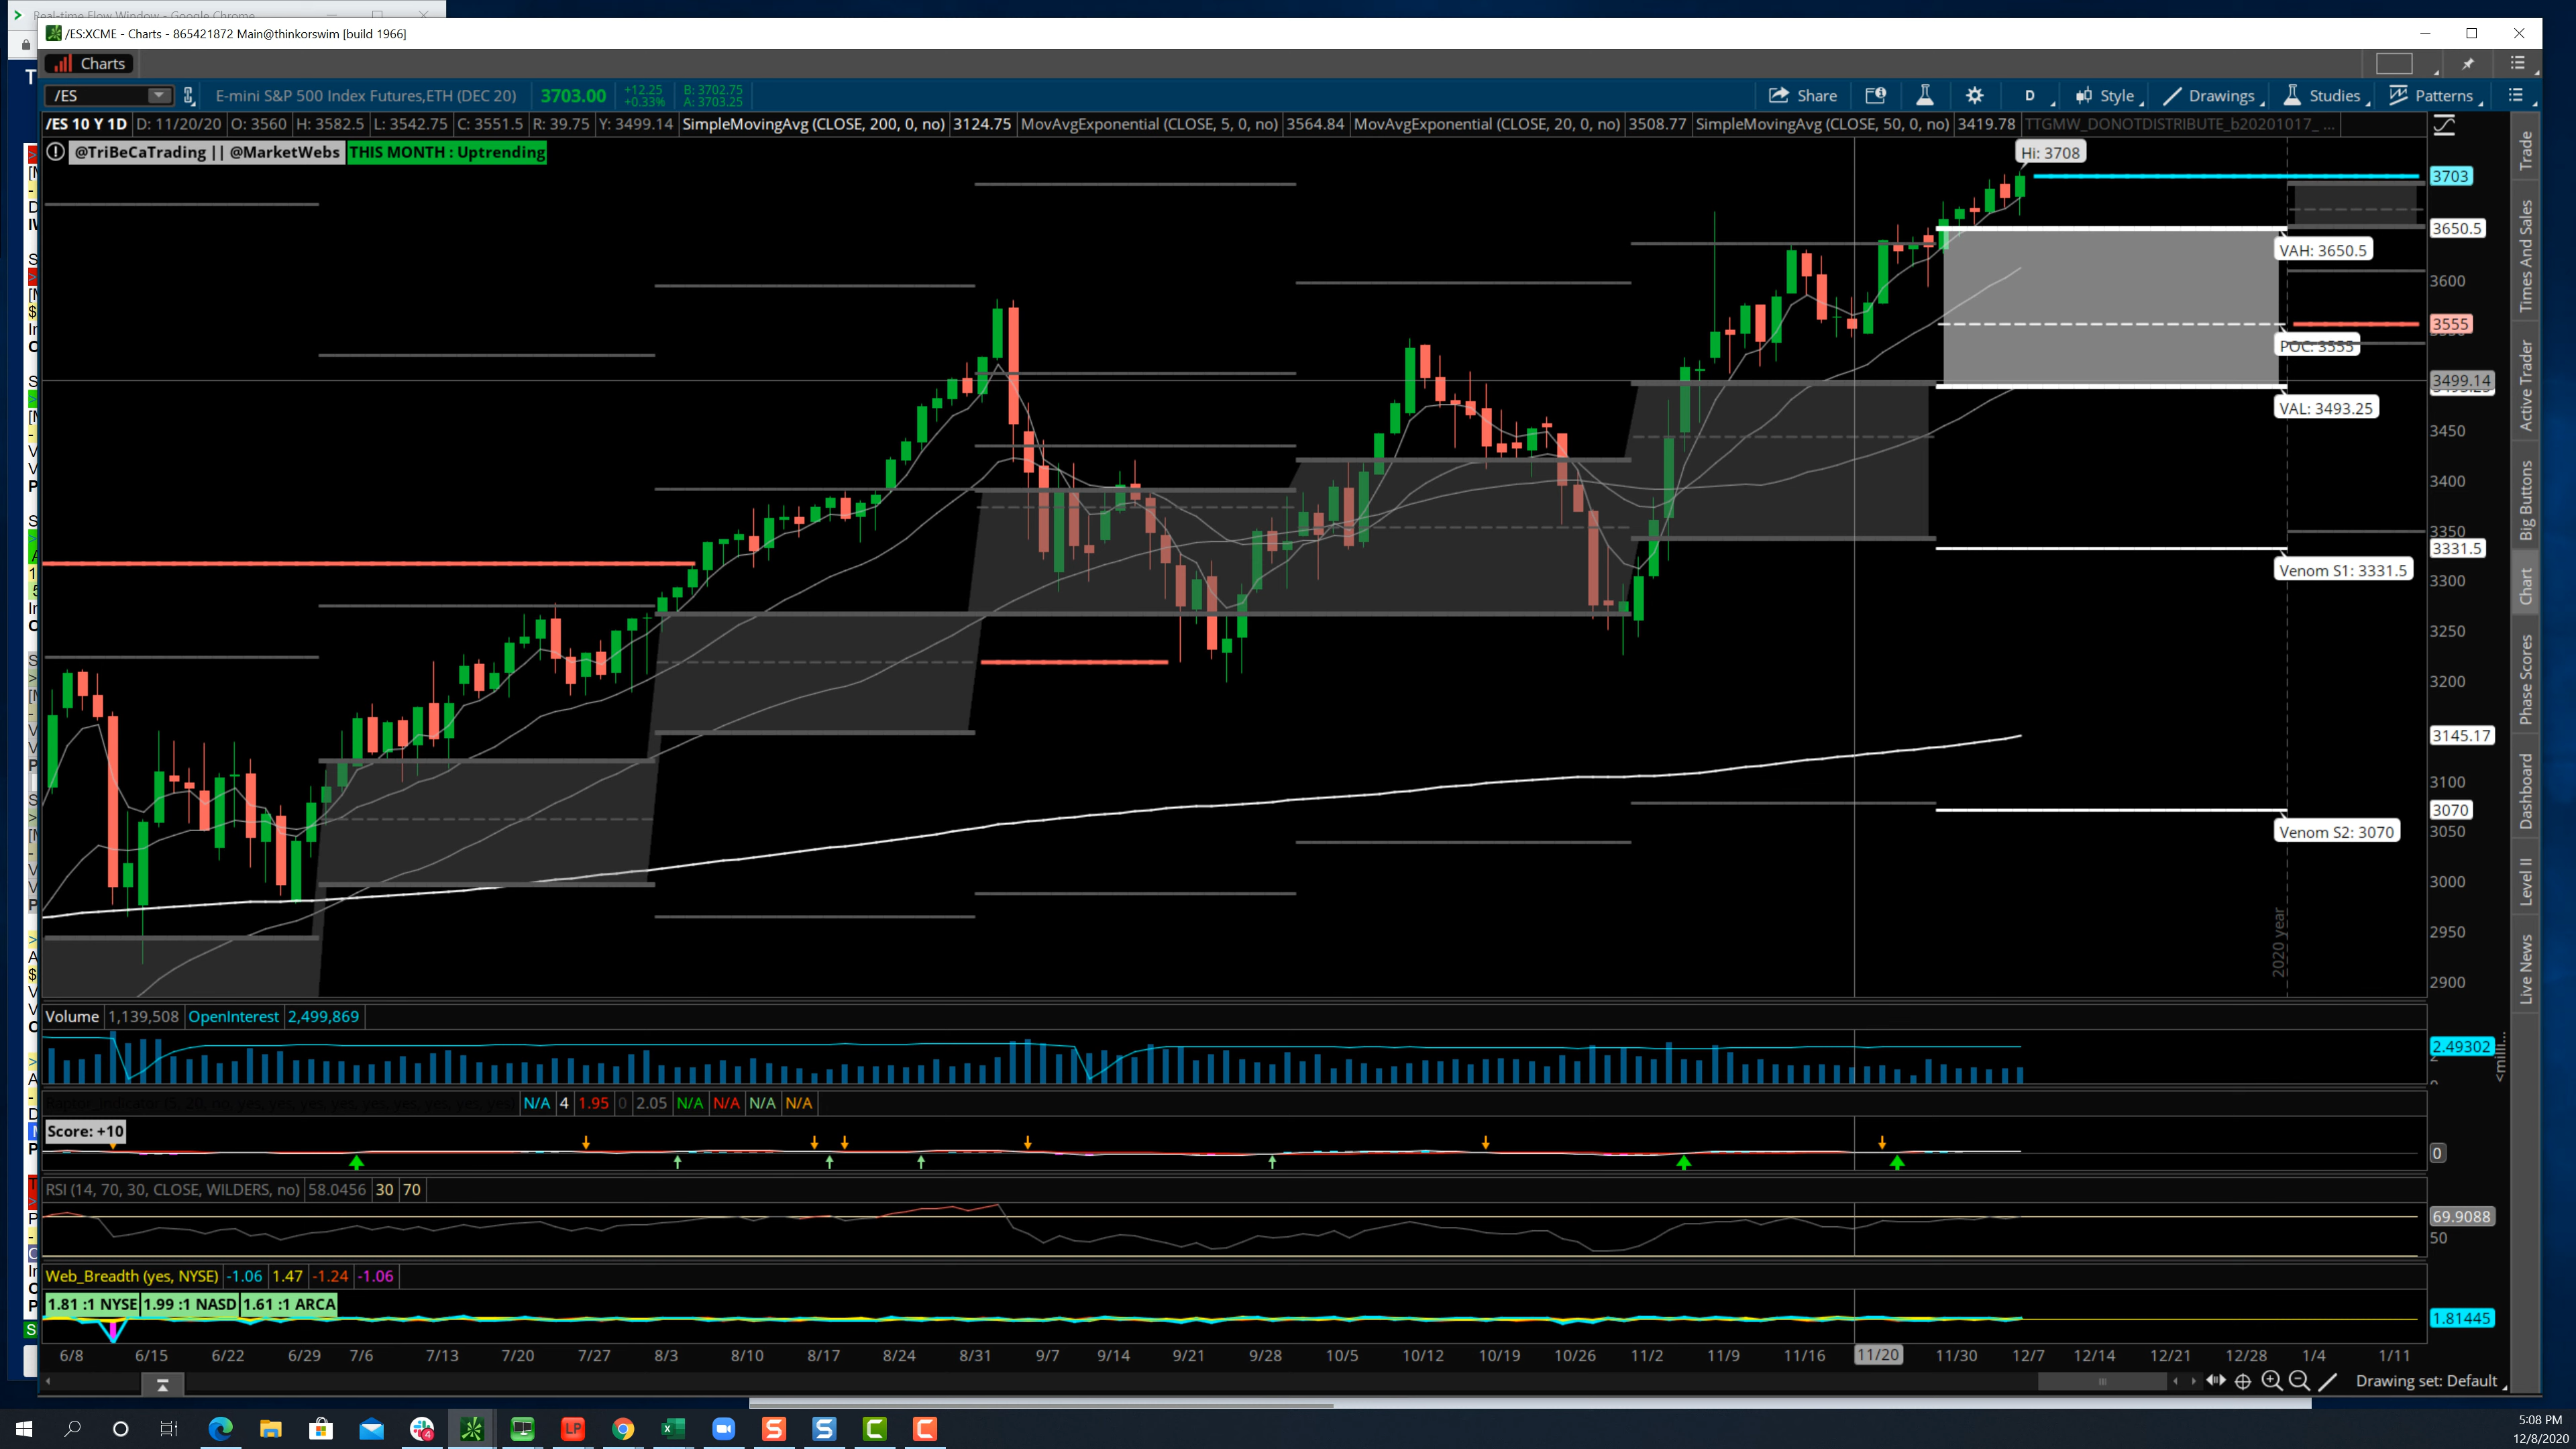 Real-time Flow Window - Google Chrome
/ES:XCME - Charts - 865421872 Main@thinkorswim [build 1966]
Charts
/ES E-mini S&P 500 Index Futures,ETH (DEC 20) 3703.00 +12.25 +0.33% B: 3702.75 A: 3703.25 Share D Style Drawings Studies Patterns
/ES 10 Y 1D D: 11/20/20 O: 3560 H: 3582.5 L: 3542.75 C: 3551.5 R: 39.75 Y: 3499.14 SimpleMovingAvg (CLOSE, 200, 0, no) 3124.75 MovAvgExponential (CLOSE, 5, 0, no) 3564.84 MovAvgExponential (CLOSE, 20, 0, no) 3508.77 SimpleMovingAvg (CLOSE, 50, 0, no) 3419.78 TTGMW_DONOTDISTRIBUTE_b20201017_ ...
@TriBeCaTrading || @MarketWebs THIS MONTH : Uptrending
Hi: 3708
3703
3650.5
VAH: 3650.5
3600
3555
POC: 3555
3499.14
VAL: 3493.25
3450
3400
3350
3331.5
Venom S1: 3331.5
3300
3250
3200
3145.17
3100
3070
Venom S2: 3070
3050
3000
2950
2900
2020 year
Trade
Times And Sales
Active Trader
Big Buttons
Chart
Phase Scores
Dashboard
Level II
Live News
Volume 1,139,508 OpenInterest 2,499,869
2.49302
<mill...
N/A 4 1.95 0 2.05 N/A N/A N/A N/A
Score: +10
0
RSI (14, 70, 30, CLOSE, WILDERS, no) 58.0456 30 70
69.9088
50
Web_Breadth (yes, NYSE) -1.06 1.47 -1.24 -1.06
1.81 :1 NYSE 1.99 :1 NASD 1.61 :1 ARCA
1.81445
6/8 6/15 6/22 6/29 7/6 7/13 7/20 7/27 8/3 8/10 8/17 8/24 8/31 9/7 9/14 9/21 9/28 10/5 10/12 10/19 10/26 11/2 11/9 11/16 11/20 11/30 12/7 12/14 12/21 12/28 1/4 1/11
Drawing set: Default
5:08 PM
12/8/2020